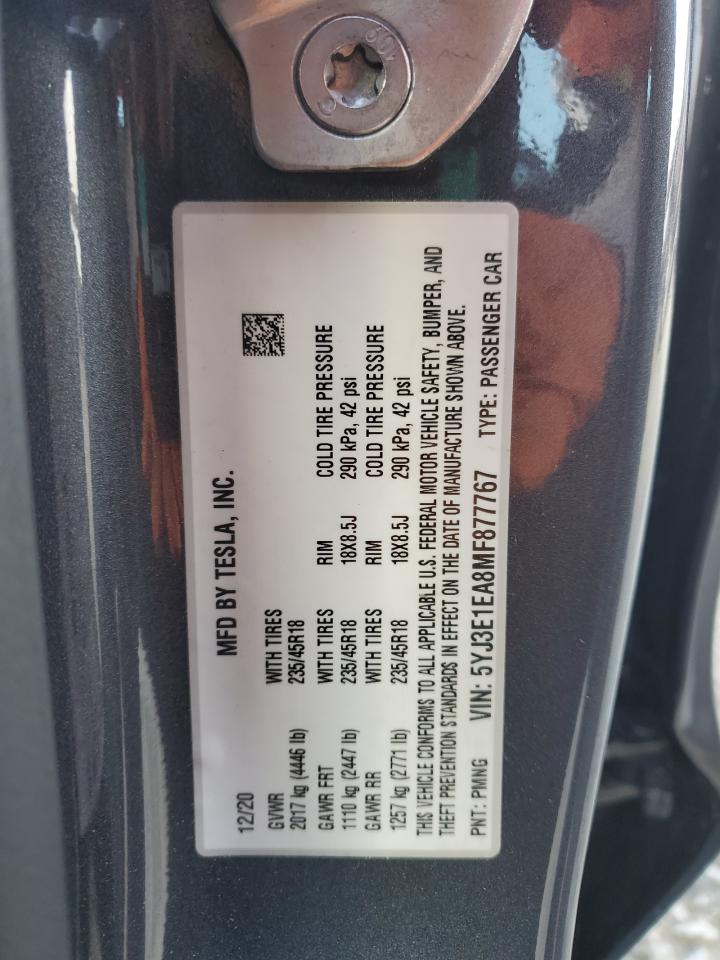 MFD BY TESLA, INC.
12/20
GVWR WITH TIRES
2017 kg (4446 lb) 235/45R18
GAWR FRT WITH TIRES RIM COLD TIRE PRESSURE
1110 kg (2447 lb) 235/45R18 18X8.5J 290 kPa, 42 psi
GAWR RR WITH TIRES RIM COLD TIRE PRESSURE
1257 kg (2771 lb) 235/45R18 18X8.5J 290 kPa, 42 psi
THIS VEHICLE CONFORMS TO ALL APPLICABLE U.S. FEDERAL MOTOR VEHICLE SAFETY, BUMPER, AND
THEFT PREVENTION STANDARDS IN EFFECT ON THE DATE OF MANUFACTURE SHOWN ABOVE.
PNT: PMNG VIN: 5YJ3E1EA8MF877767 TYPE: PASSENGER CAR